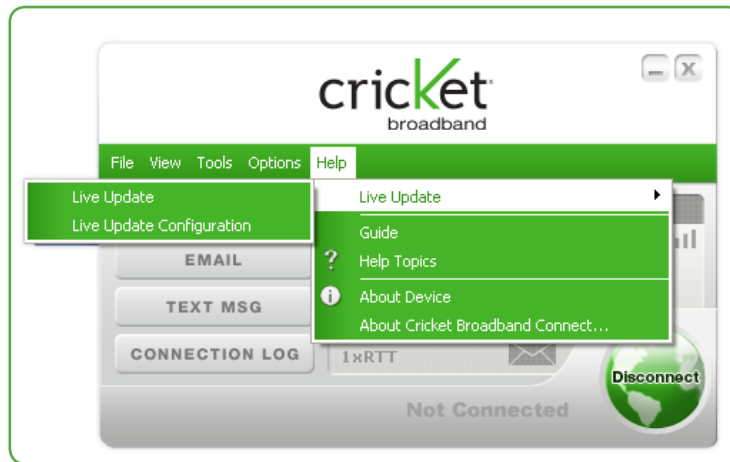 cricket
broadband
File View Tools Options Help
Live Update
Live Update Configuration
Live Update
Guide
? Help Topics
i About Device
About Cricket Broadband Connect...
EMAIL
TEXT MSG
CONNECTION LOG
1xRTT
Disconnect
Not Connected